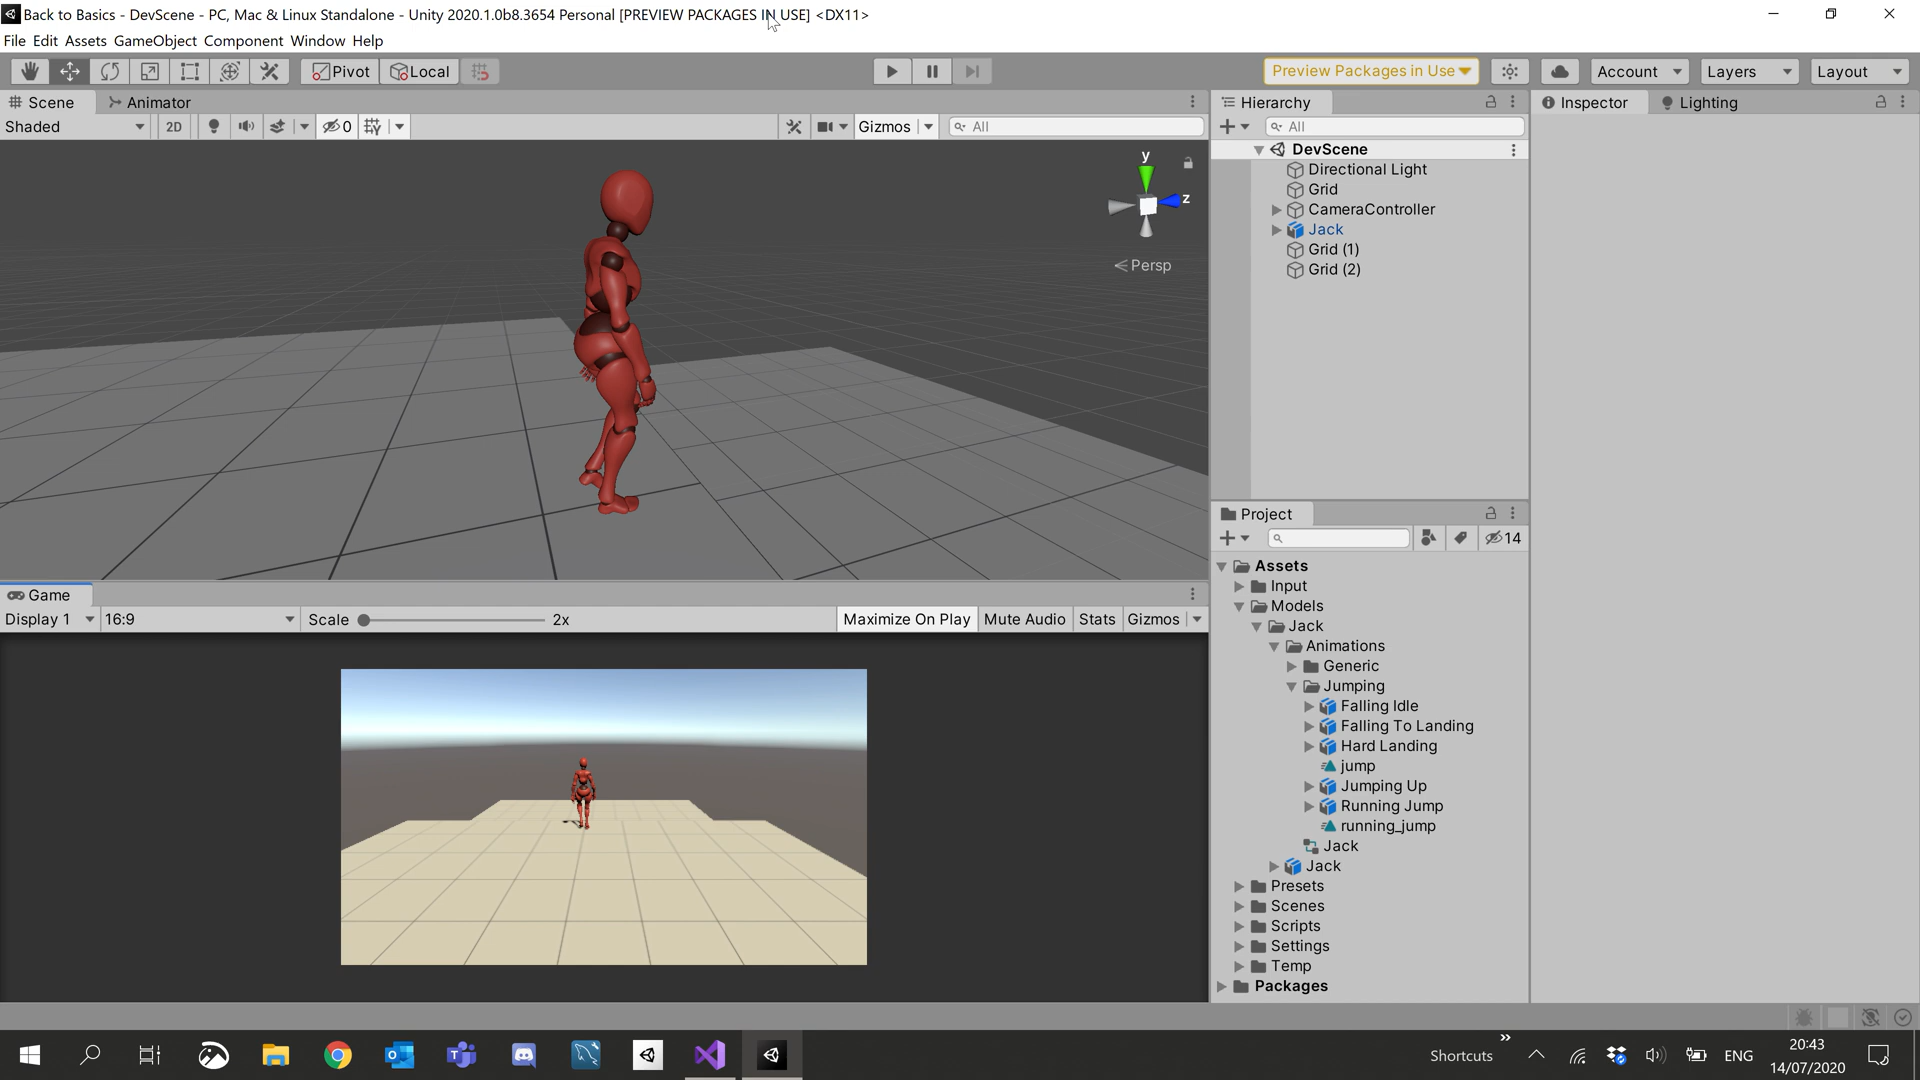 Back to Basics - DevScene - PC, Mac & Linux Standalone - Unity 2020.1.0b8.3654 Personal [PREVIEW PACKAGES IN USE] <DX11>
File Edit Assets GameObject Component Window Help
Pivot Local Preview Packages in Use Account Layers Layout
Scene Animator
Shaded 2D 0 Gizmos All
y
z
Persp
Hierarchy
All
DevScene
Directional Light
Grid
CameraController
Jack
Grid (1)
Grid (2)
Inspector Lighting
Project
14
Assets
Input
Models
Jack
Animations
Generic
Jumping
Falling Idle
Falling To Landing
Hard Landing
jump
Jumping Up
Running Jump
running_jump
Jack
Jack
Presets
Scenes
Scripts
Settings
Temp
Packages
Game
Display 1 16:9 Scale 2x Maximize On Play Mute Audio Stats Gizmos
Shortcuts ENG
20:43
14/07/2020